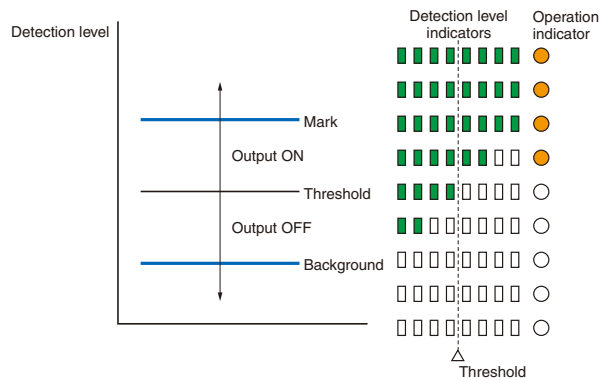 Detection level
Mark
Output ON
Threshold
Output OFF
Background
Detection level
indicators
Operation
indicator
Threshold